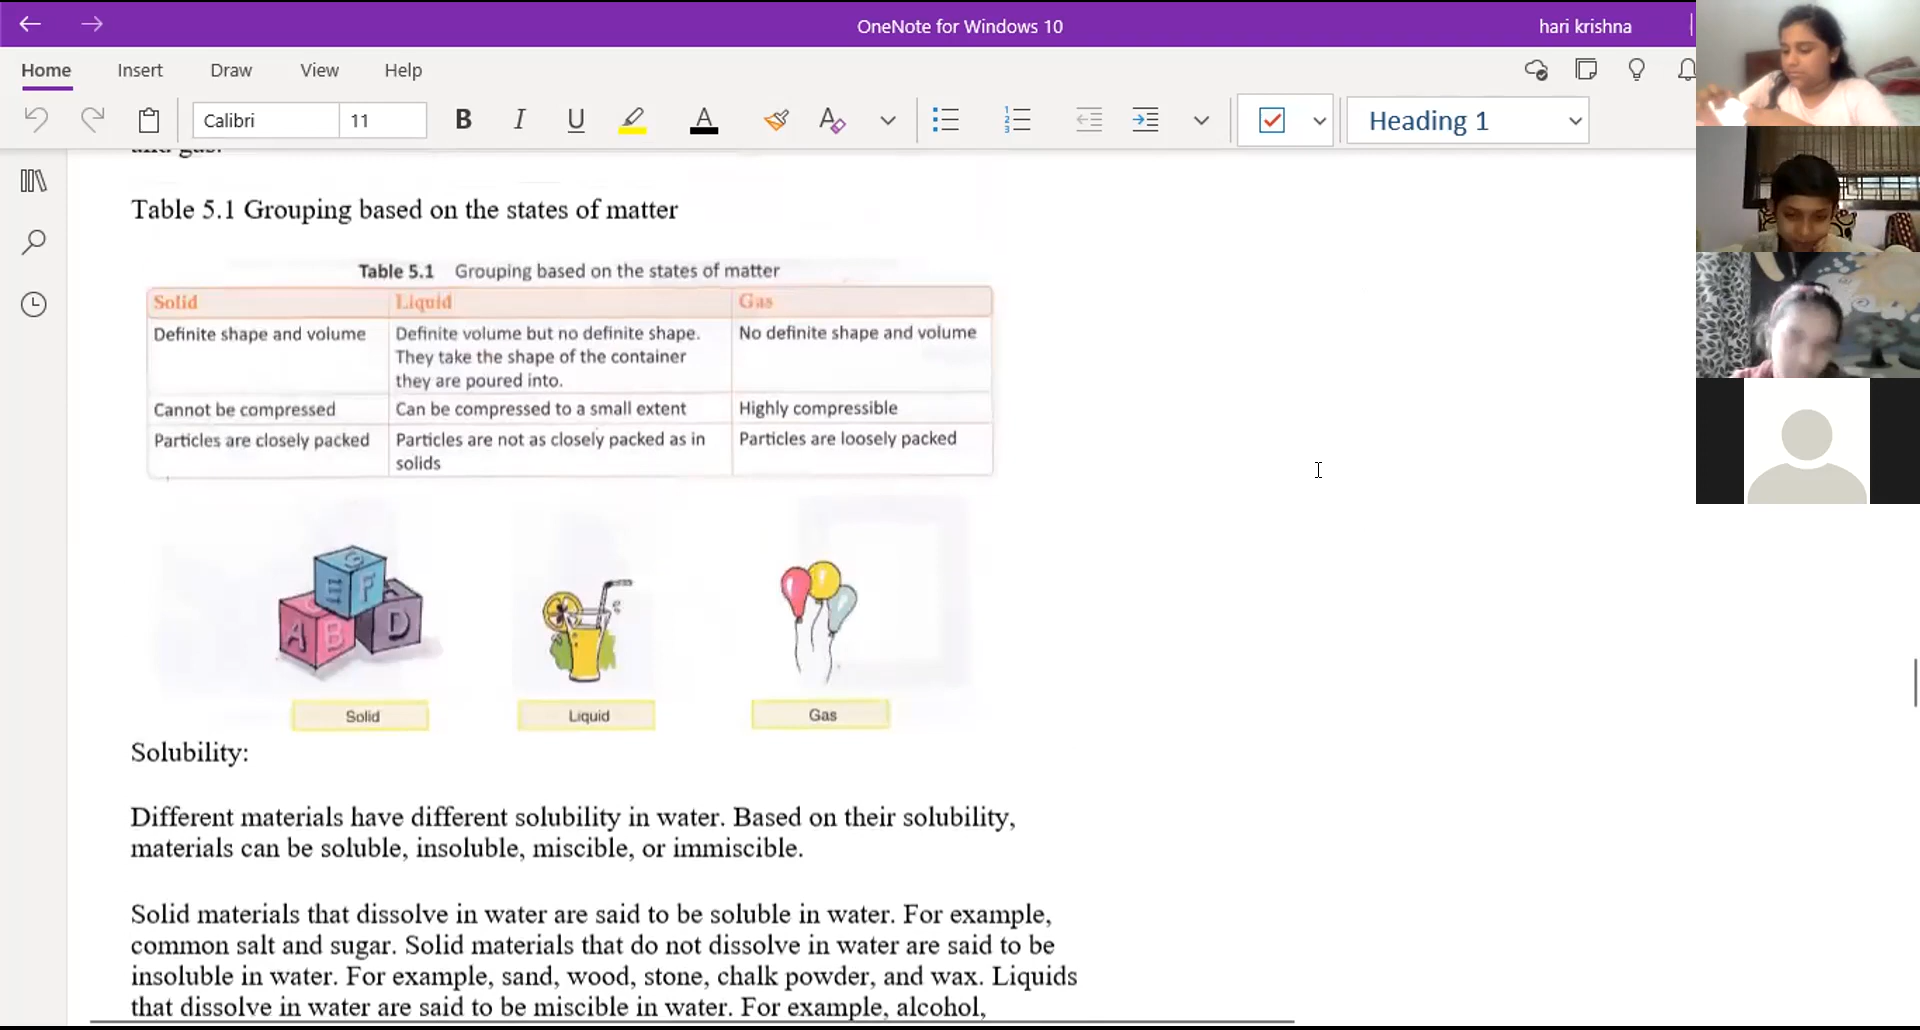 OneNote for Windows 10
hari krishna
Home Insert Draw View Help
Calibri 11 B I U A A Heading 1
and gas.
Table 5.1 Grouping based on the states of matter
Table 5.1 Grouping based on the states of matter
Solid Liquid Gas
Definite shape and volume Definite volume but no definite shape. No definite shape and volume
They take the shape of the container
they are poured into.
Cannot be compressed Can be compressed to a small extent Highly compressible
Particles are closely packed Particles are not as closely packed as in Particles are loosely packed
solids
G
E F
A B D
Solid Liquid Gas
Solubility:
Different materials have different solubility in water. Based on their solubility,
materials can be soluble, insoluble, miscible, or immiscible.
Solid materials that dissolve in water are said to be soluble in water. For example,
common salt and sugar. Solid materials that do not dissolve in water are said to be
insoluble in water. For example, sand, wood, stone, chalk powder, and wax. Liquids
that dissolve in water are said to be miscible in water. For example, alcohol,